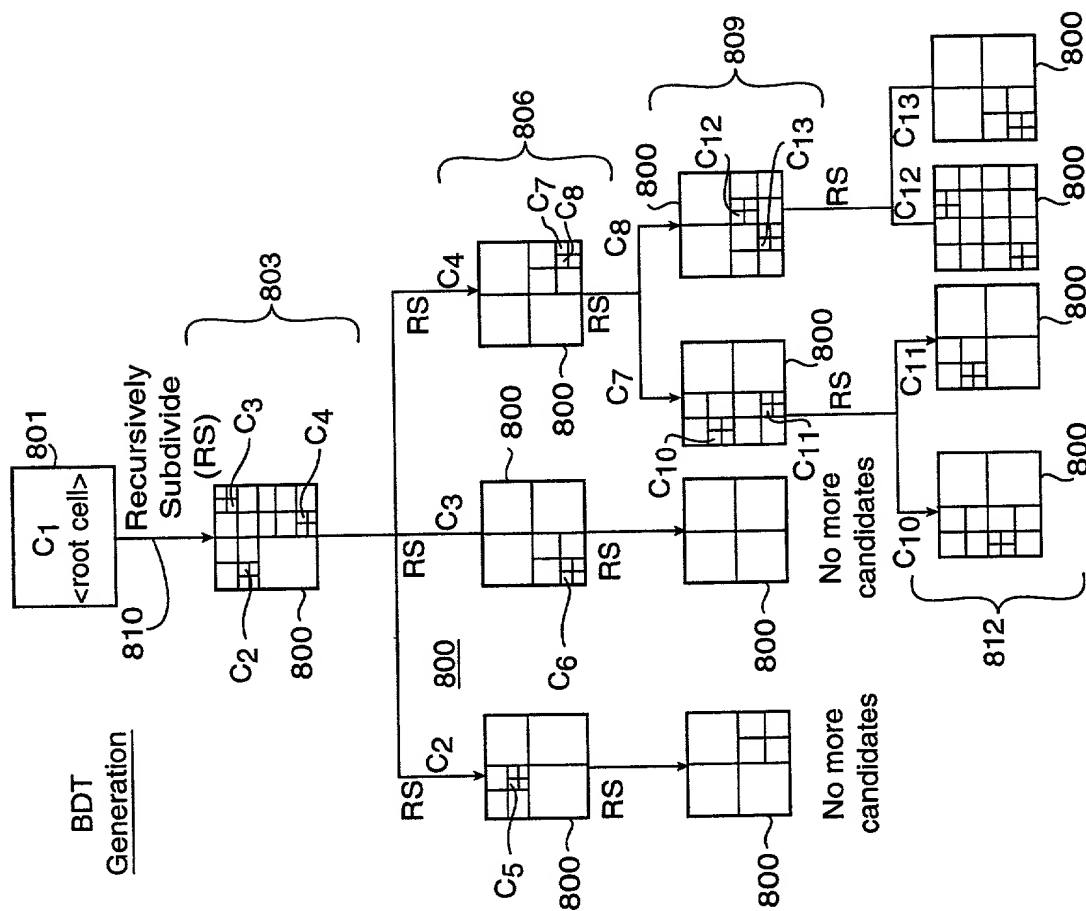 BDT
Generation
801
C1
<root cell>
Recursively
Subdivide
(RS)
810
803
C3
C2
C4
800
RS
C2
RS
C3
RS
C4
806
800
800
C5
C6
C7
C8
800
800
RS
RS
RS
C7
C8
809
800
C12
C13
C10
C11
800
800
800
No more
candidates
No more
candidates
RS
RS
C10
C11
C12
C13
812
800
800
800
800